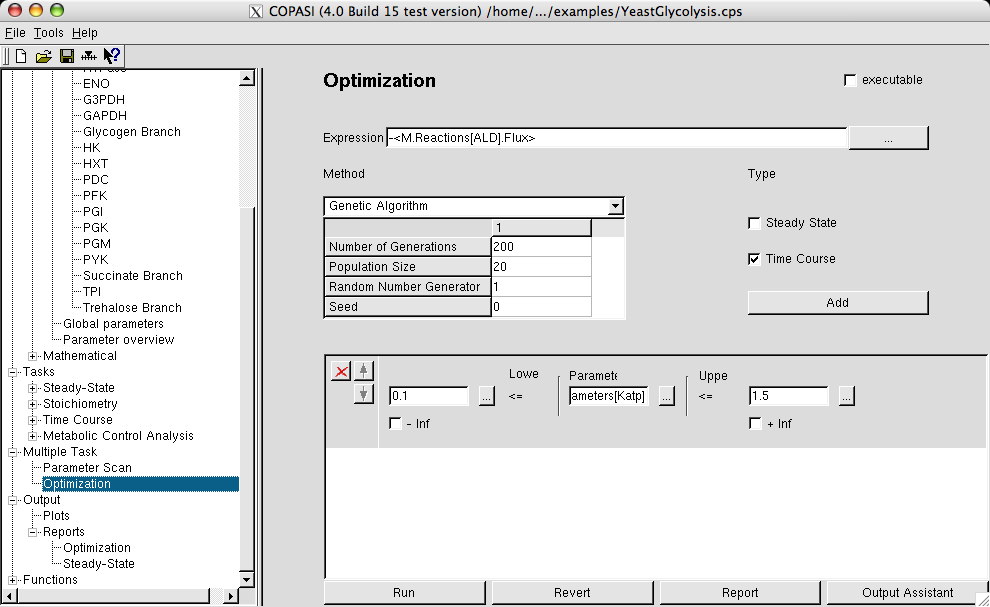 COPASI (4.0 Build 15 test version) /home/.../examples/YeastGlycolysis.cps
File Tools Help
ENO
G3PDH
GAPDH
Glycogen Branch
HK
HXT
PDC
PFK
PGI
PGK
PGM
PYK
Succinate Branch
TPI
Trehalose Branch
Global parameters
Parameter overview
Mathematical
Tasks
Steady-State
Stoichiometry
Time Course
Metabolic Control Analysis
Multiple Task
Parameter Scan
Optimization
Output
Plots
Reports
Optimization
Steady-State
Functions
Optimization
executable
Expression -<M.Reactions[ALD].Flux> ...
Method
Type
Genetic Algorithm
1
Number of Generations 200
Population Size 20
Random Number Generator 1
Seed 0
Steady State
Time Course
Add
Lowe Paramete Uppe
0.1 ... <= ameters[Katp] ... <= 1.5 ...
- Inf + Inf
Run Revert Report Output Assistant